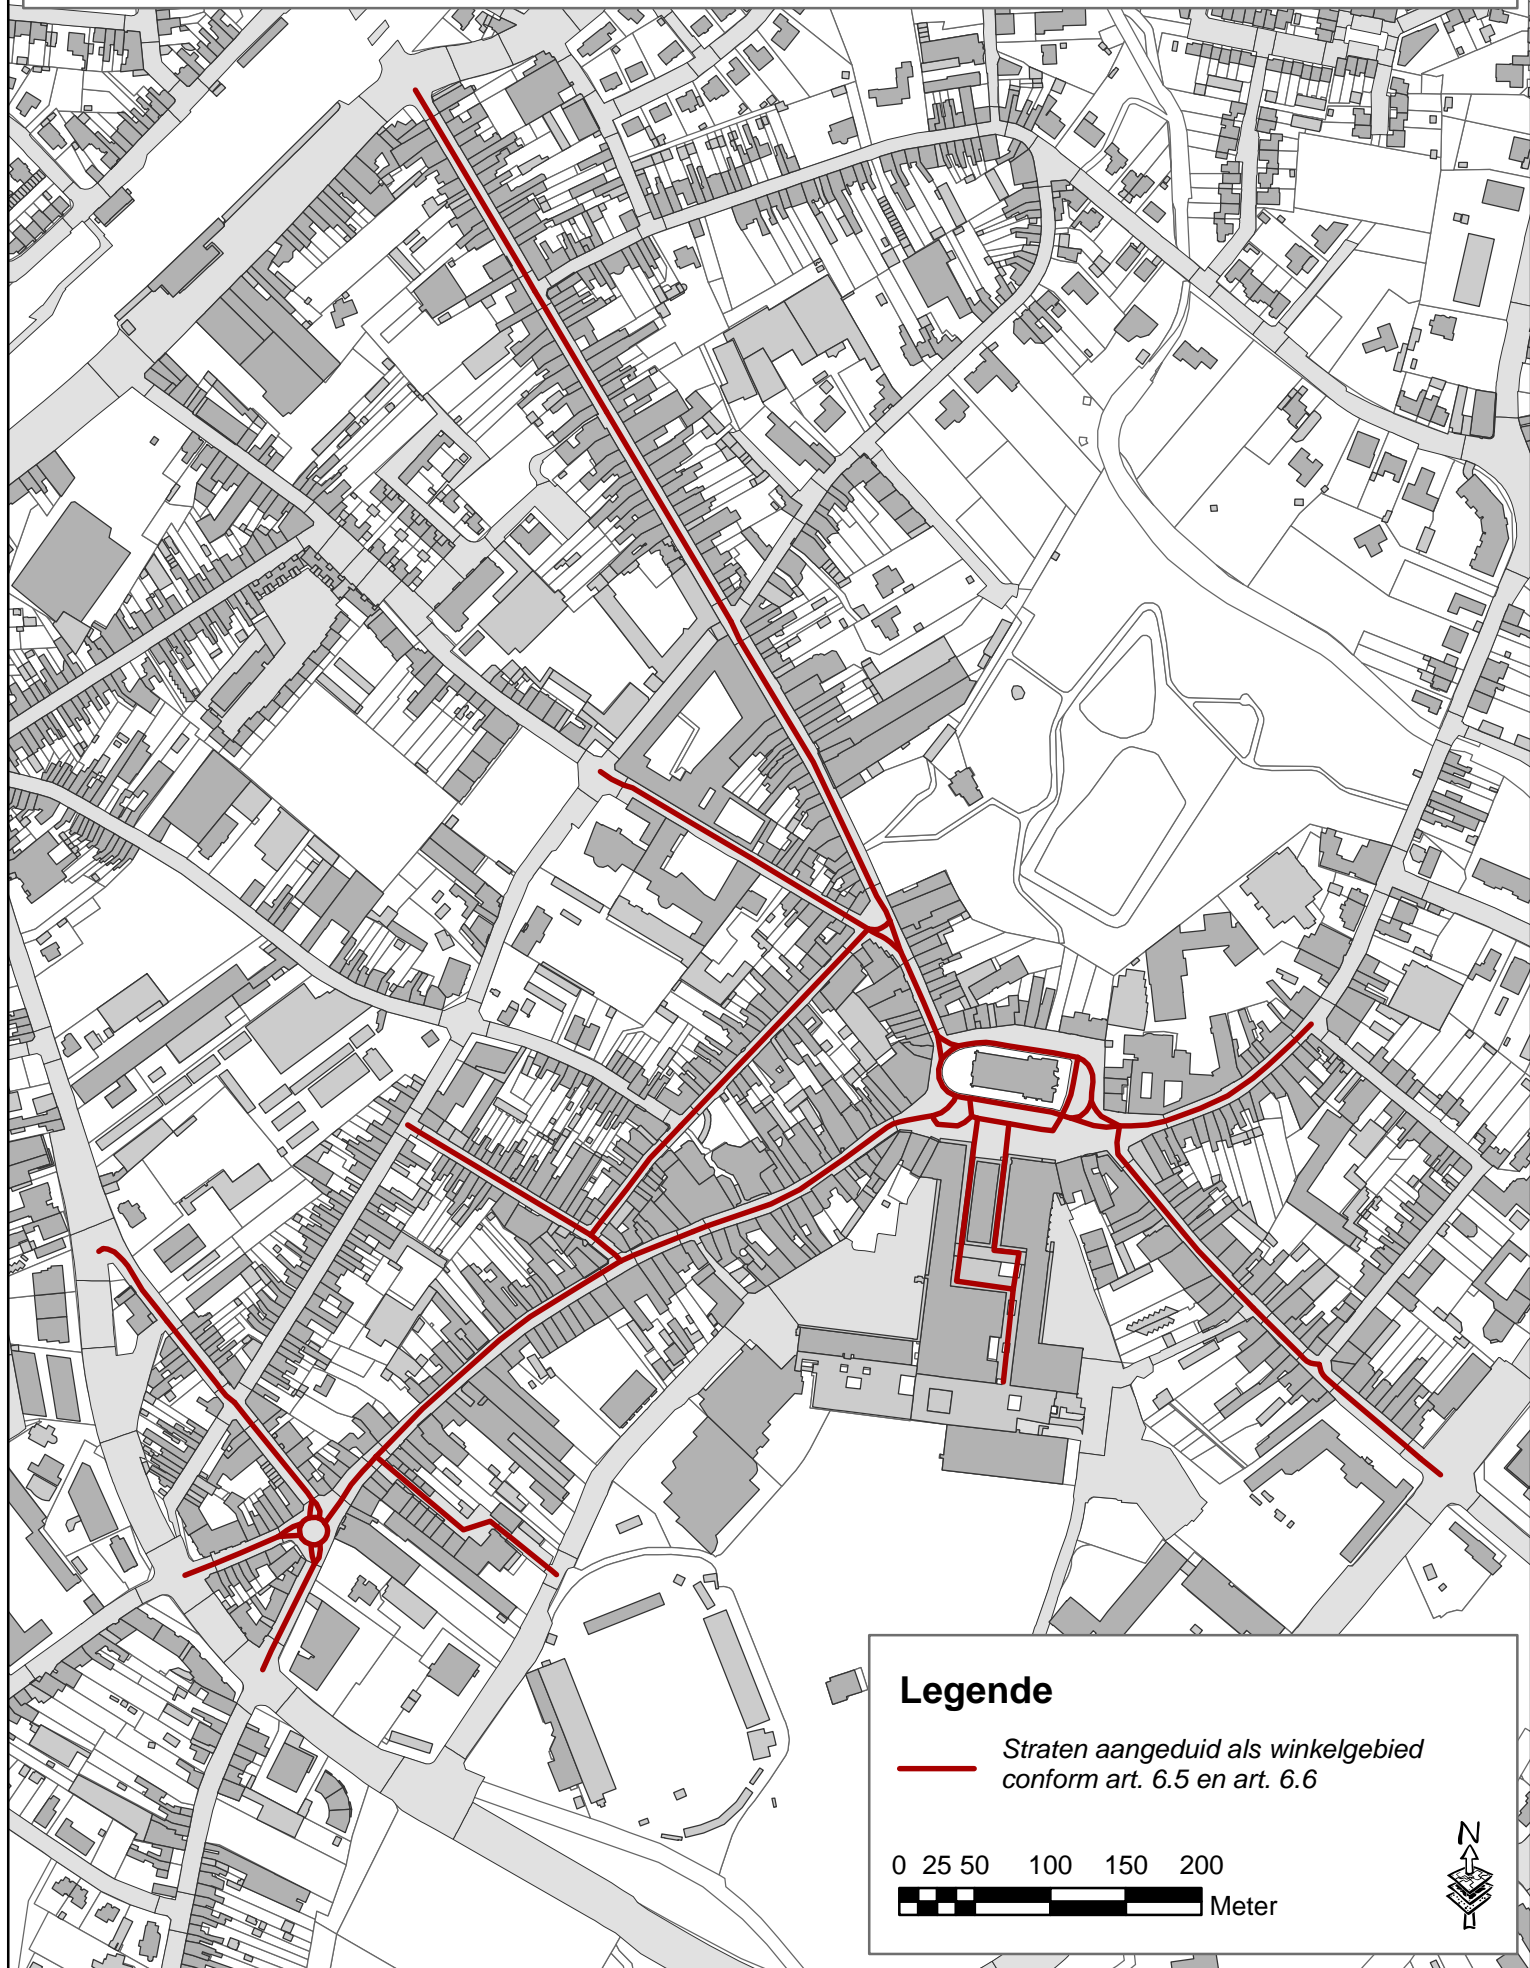 Legende
Straten aangeduid als winkelgebied
conform art. 6.5 en art. 6.6
N
0 25 50 100 150 200
Meter